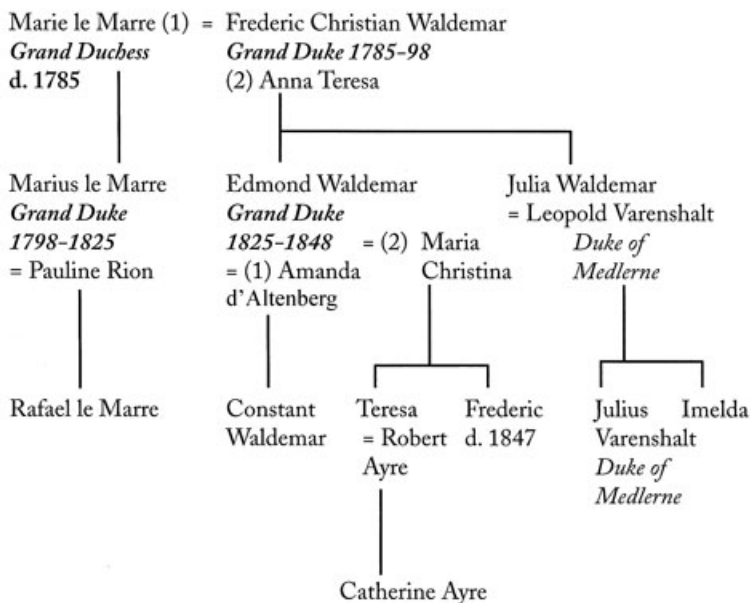 Marie le Marre (1) = Frederic Christian Waldemar
Grand Duchess
d. 1785
Grand Duke 1785-98
(2) Anna Teresa
Marius le Marre
Grand Duke
1798-1825
= Pauline Rion
Edmond Waldemar
Grand Duke
1825-1848 = (2) Maria
Christina
= (1) Amanda
d'Altenberg
Julia Waldemar
= Leopold Varenshalt
Duke of
Medlerne
Rafael le Marre
Constant
Waldemar
Teresa
= Robert
Ayre
Frederic
d. 1847
Julius
Varenshalt
Duke of
Medlerne
Imelda
Catherine Ayre